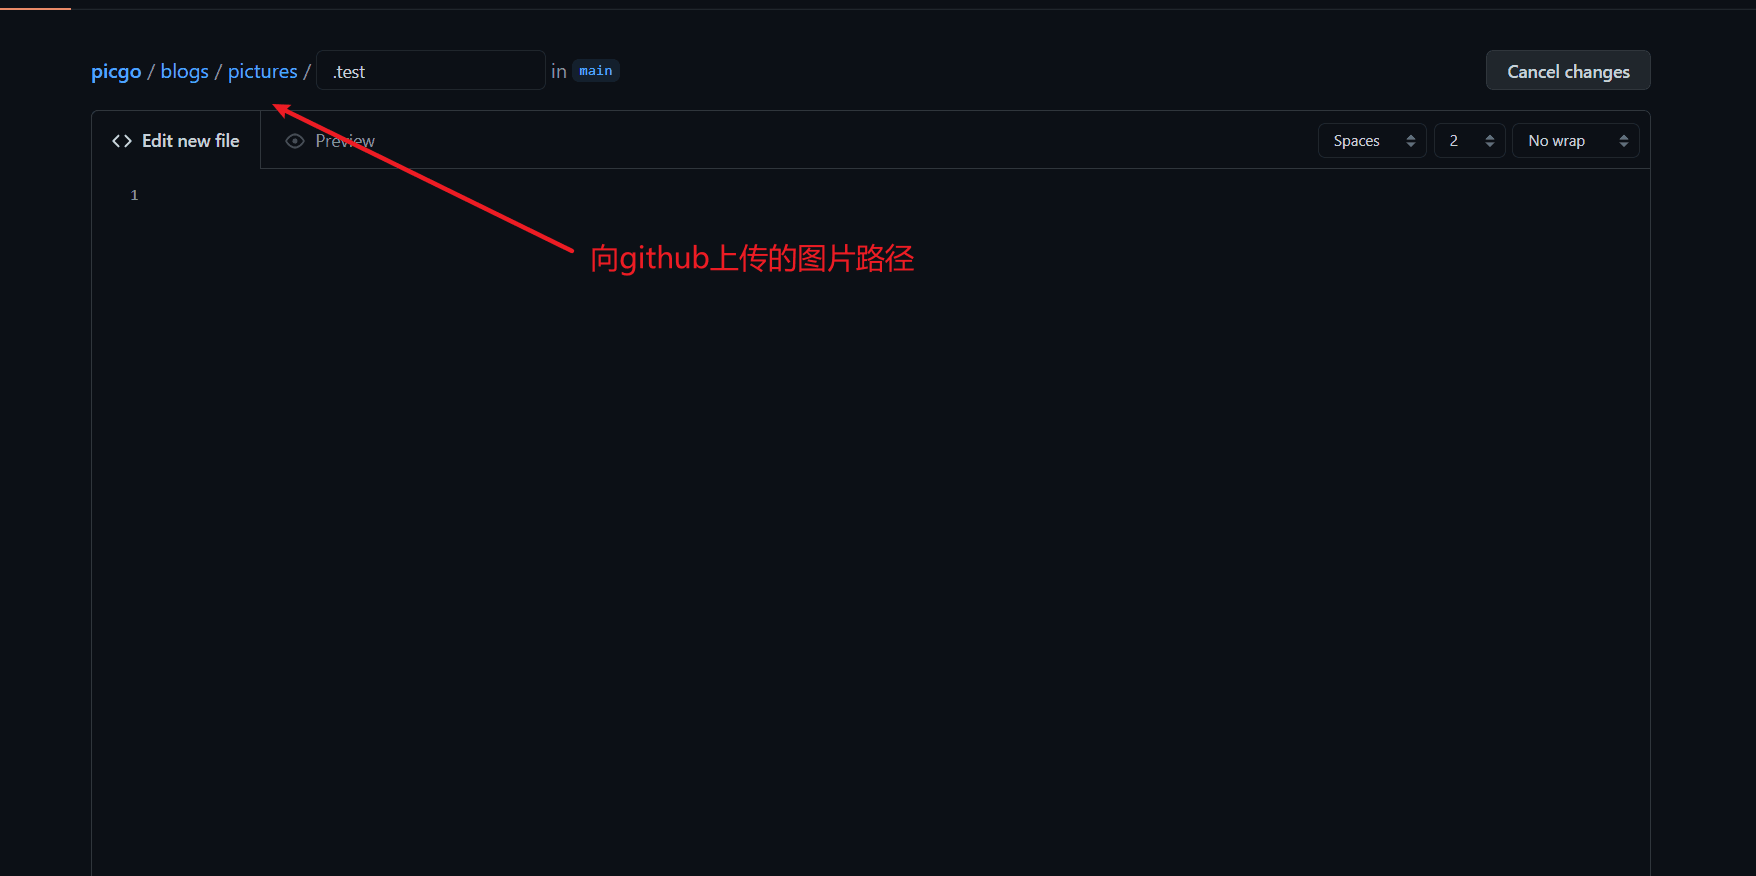 picgo / blogs / pictures / .test in main Cancel changes
Edit new file Preview Spaces 2 No wrap
1
向github上传的图片路径